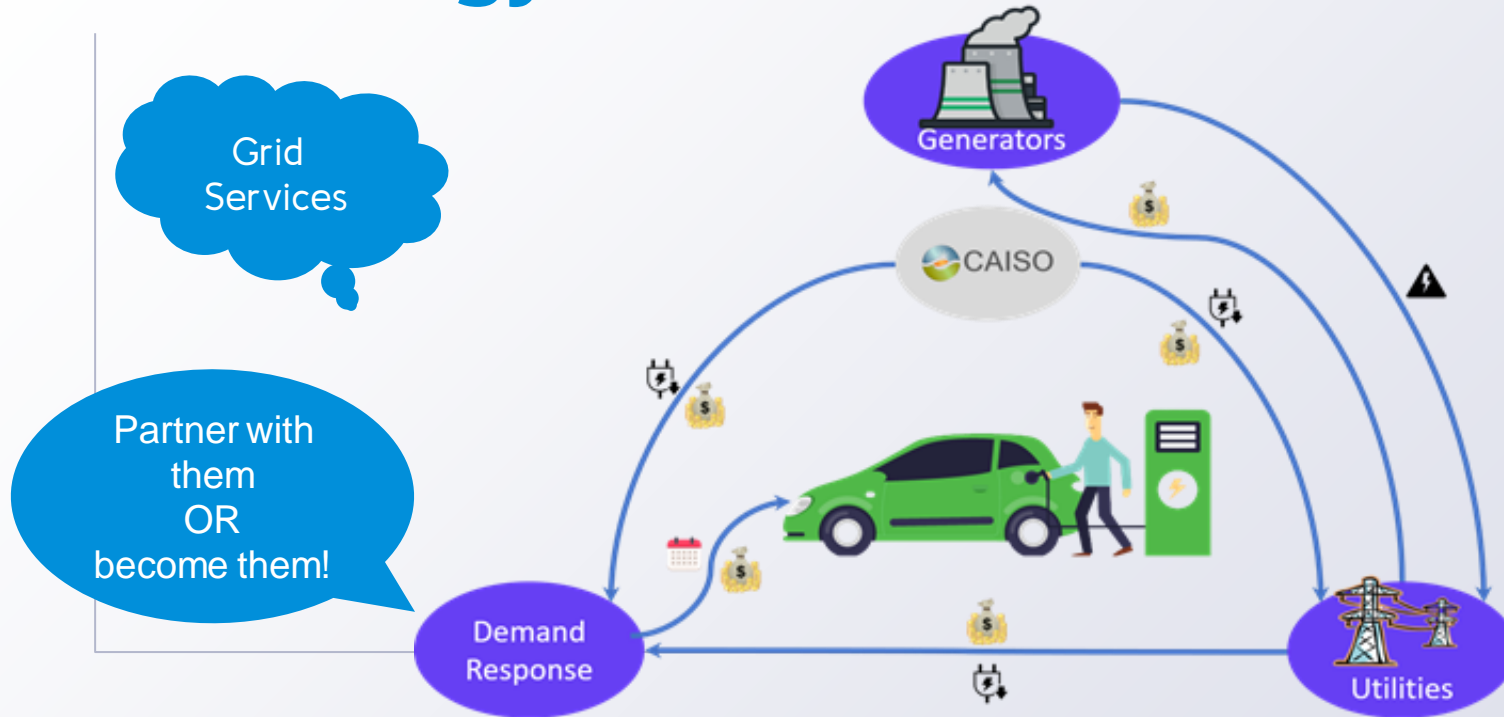 Grid
Services
Generators
CAISO
Partner with
them
OR
become them!
Demand
Response
Utilities